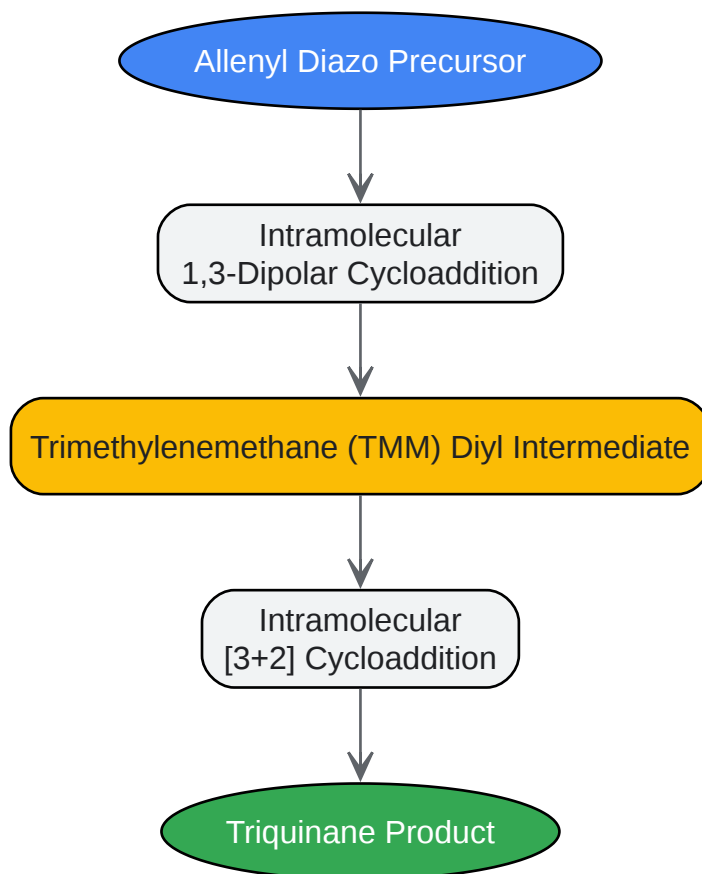 Allenyl Diazo Precursor
Intramolecular
1,3-Dipolar Cycloaddition
Trimethylenemethane (TMM) Diyl Intermediate
Intramolecular
[3+2] Cycloaddition
Triquinane Product